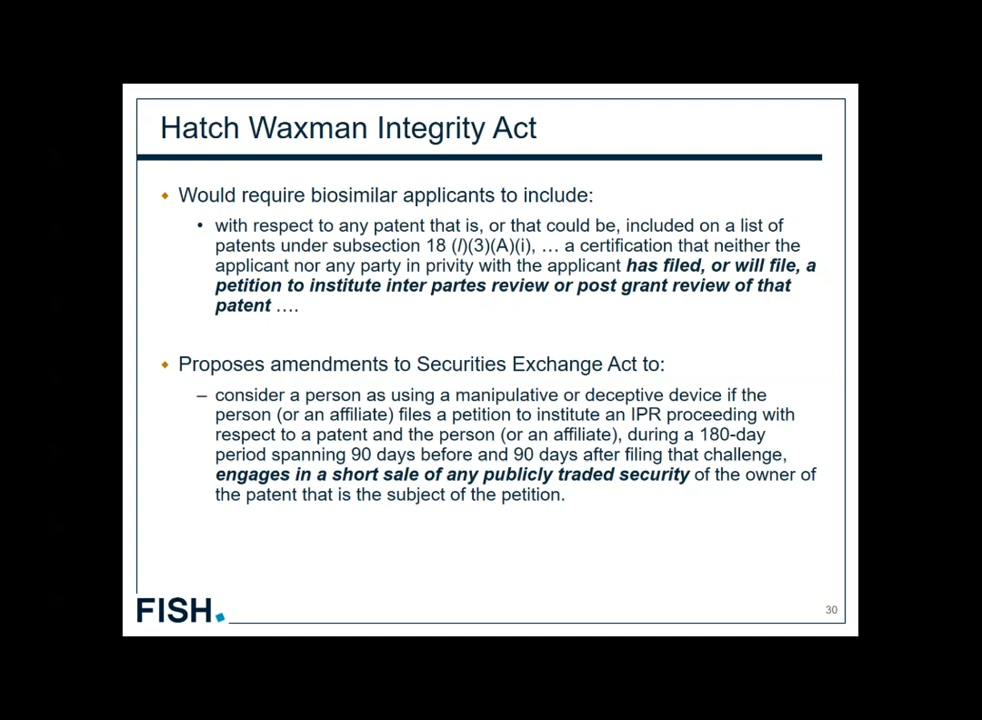 Hatch Waxman Integrity Act
Would require biosimilar applicants to include:
• with respect to any patent that is, or that could be, included on a list of
patents under subsection 18 (l)(3)(A)(i), … a certification that neither the
applicant nor any party in privity with the applicant has filed, or will file, a
petition to institute inter partes review or post grant review of that
patent ….
Proposes amendments to Securities Exchange Act to:
– consider a person as using a manipulative or deceptive device if the
person (or an affiliate) files a petition to institute an IPR proceeding with
respect to a patent and the person (or an affiliate), during a 180-day
period spanning 90 days before and 90 days after filing that challenge,
engages in a short sale of any publicly traded security of the owner of
the patent that is the subject of the petition.
FISH.
30